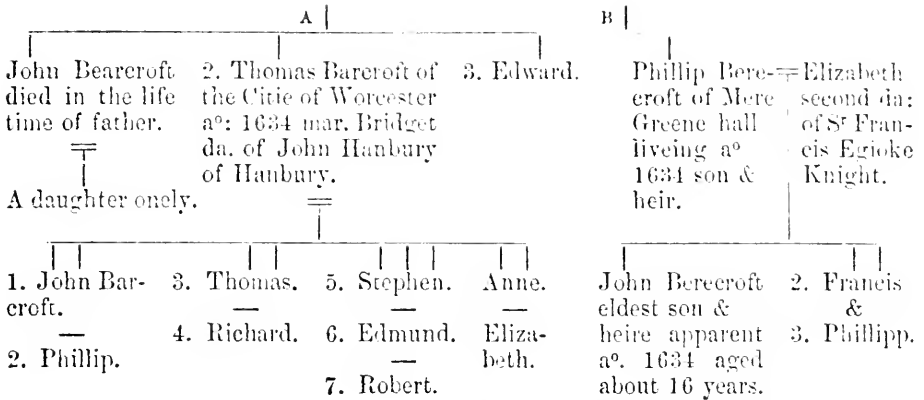 A B
John Bearcroft
died in the life
time of father.
A daughter onely.
2. Thomas Barcroft of
the Citie of Worcester
aº: 1634 mar. Bridget
da. of John Hanbury
of Hanbury.
3. Edward.
Phillip Bere-
croft of Mere
Greene hall
liveing aº
1634 son &
heir.
Elizabeth
second da:
of Sʳ Fran-
cis Egioke
Knight.
1. John Bar-
croft.
2. Phillip.
3. Thomas.
4. Richard.
5. Stephen.
6. Edmund.
7. Robert.
Anne.
Eliza-
beth.
John Berecroft
eldest son &
heire apparent
aº. 1634 aged
about 16 years.
2. Francis
&
3. Phillipp.